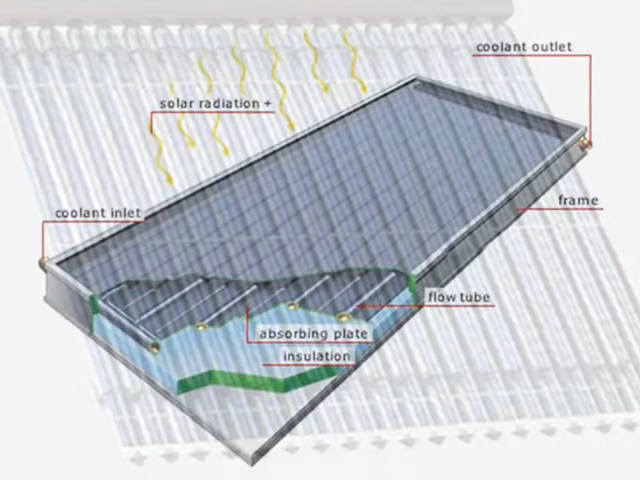 coolant outlet
solar radiation +
frame
coolant inlet
flow tube
absorbing plate
insulation